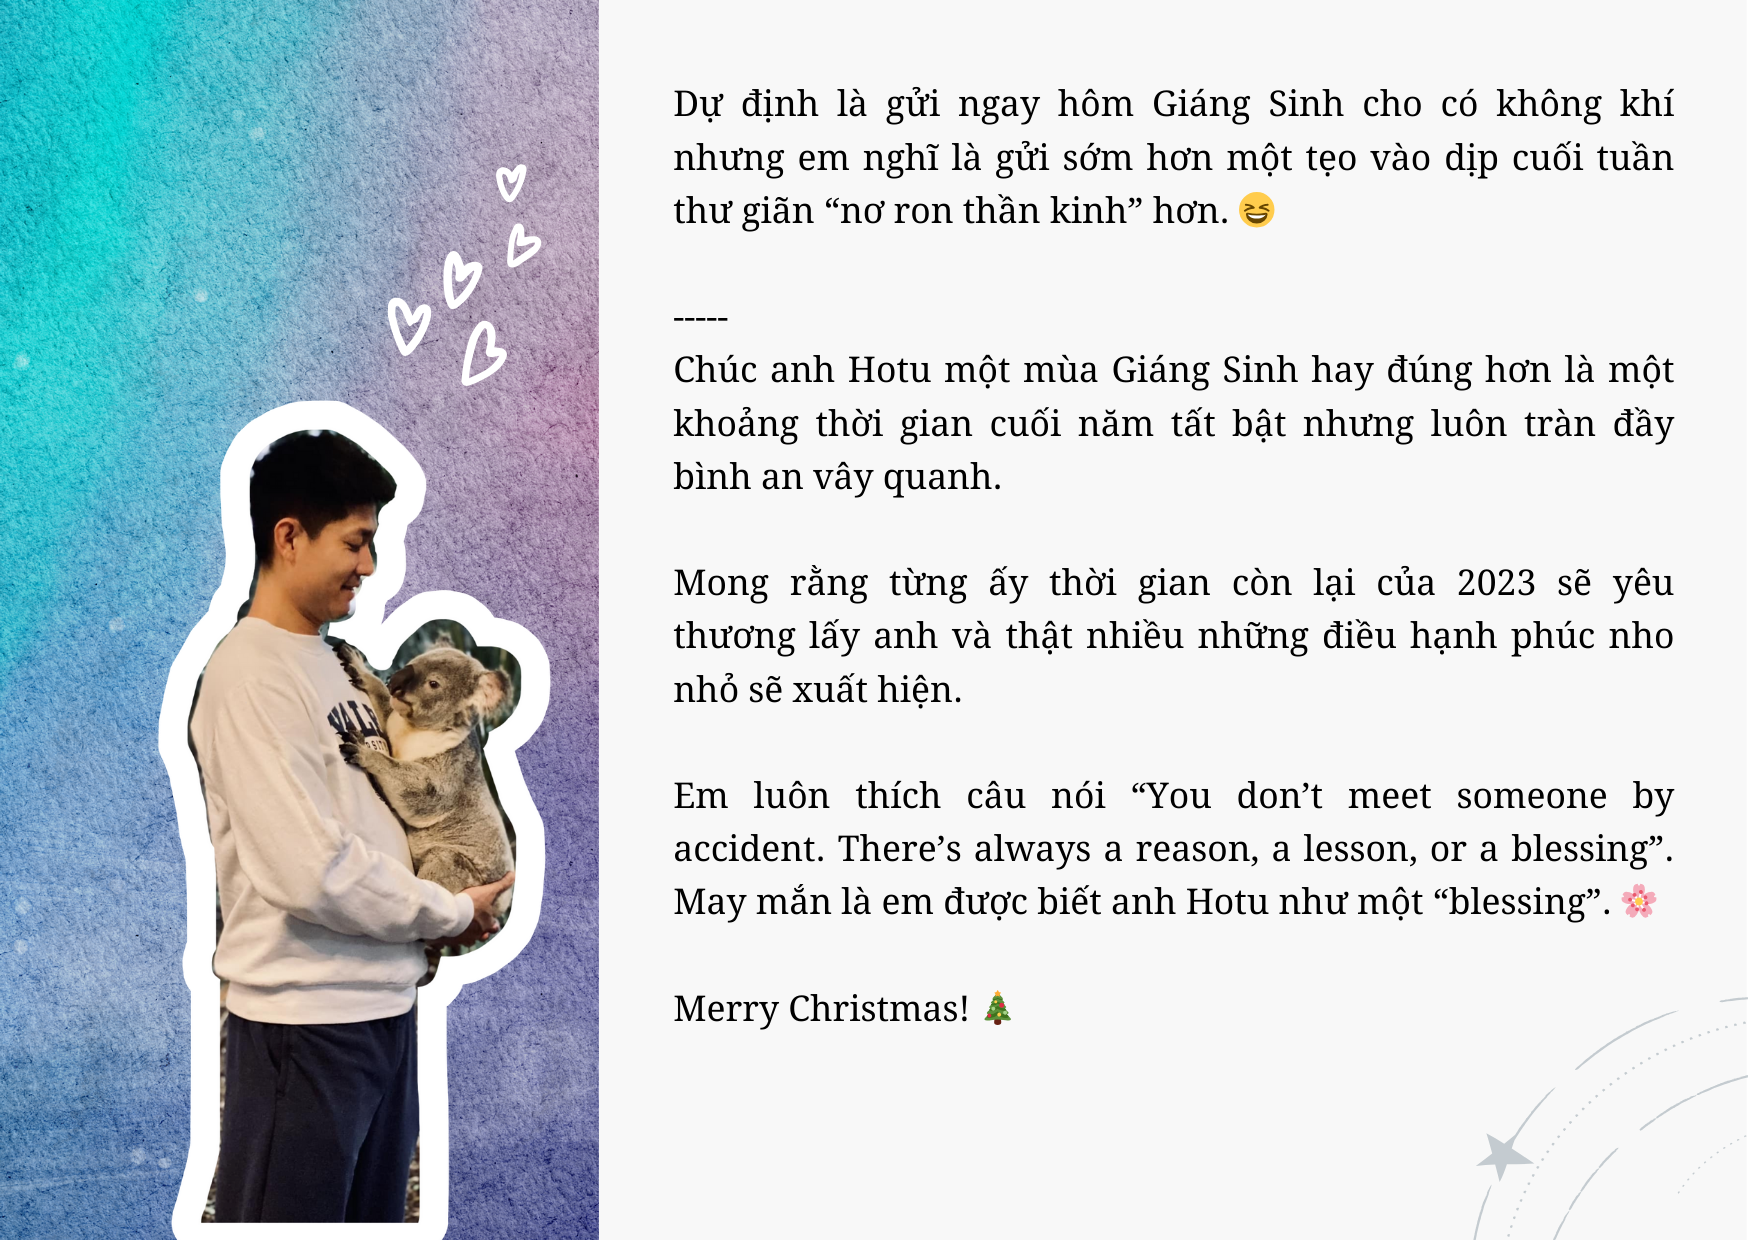 Dự định là gửi ngay hôm Giáng Sinh cho có không khí
nhưng em nghĩ là gửi sớm hơn một tẹo vào dịp cuối tuần
thư giãn “nơ ron thần kinh” hơn. 😆
-----
Chúc anh Hotu một mùa Giáng Sinh hay đúng hơn là một
khoảng thời gian cuối năm tất bật nhưng luôn tràn đầy
bình an vây quanh.
Mong rằng từng ấy thời gian còn lại của 2023 sẽ yêu
thương lấy anh và thật nhiều những điều hạnh phúc nho
nhỏ sẽ xuất hiện.
Em luôn thích câu nói “You don’t meet someone by
accident. There’s always a reason, a lesson, or a blessing”.
May mắn là em được biết anh Hotu như một “blessing”. 🌸
Merry Christmas! 🎄